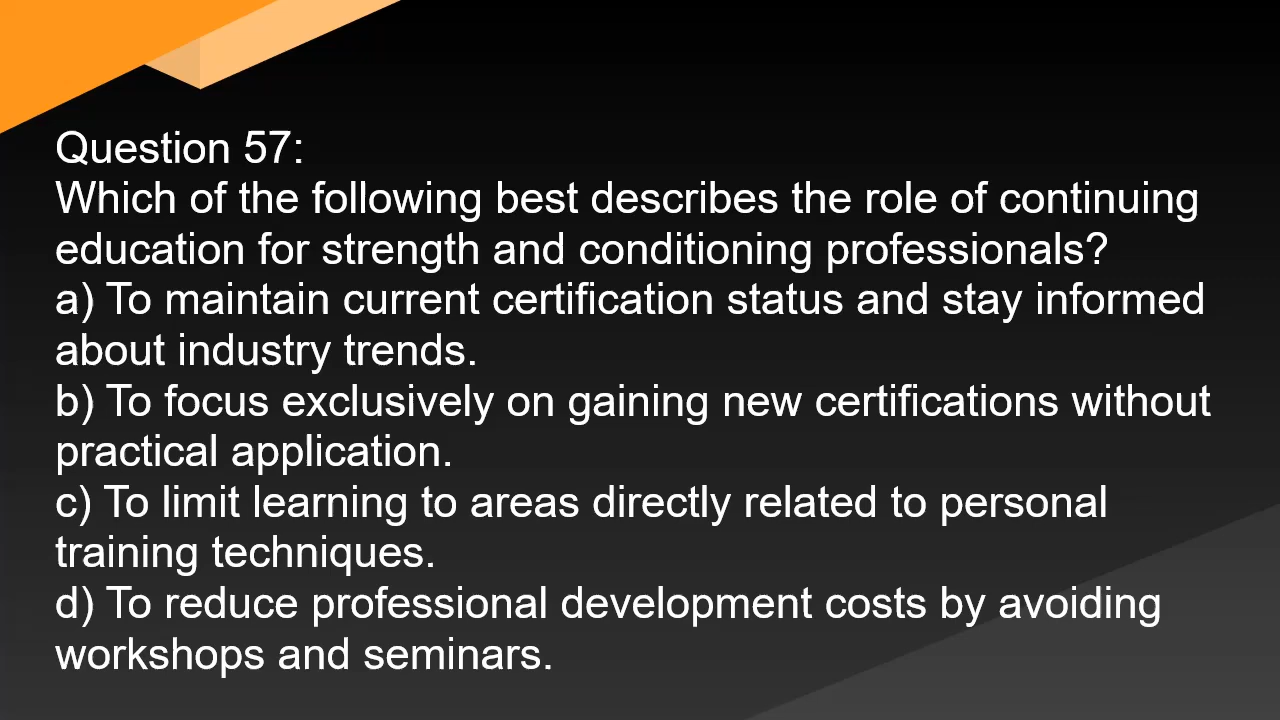 Question 57:
Which of the following best describes the role of continuing
education for strength and conditioning professionals?
a) To maintain current certification status and stay informed
about industry trends.
b) To focus exclusively on gaining new certifications without
practical application.
c) To limit learning to areas directly related to personal
training techniques.
d) To reduce professional development costs by avoiding
workshops and seminars.